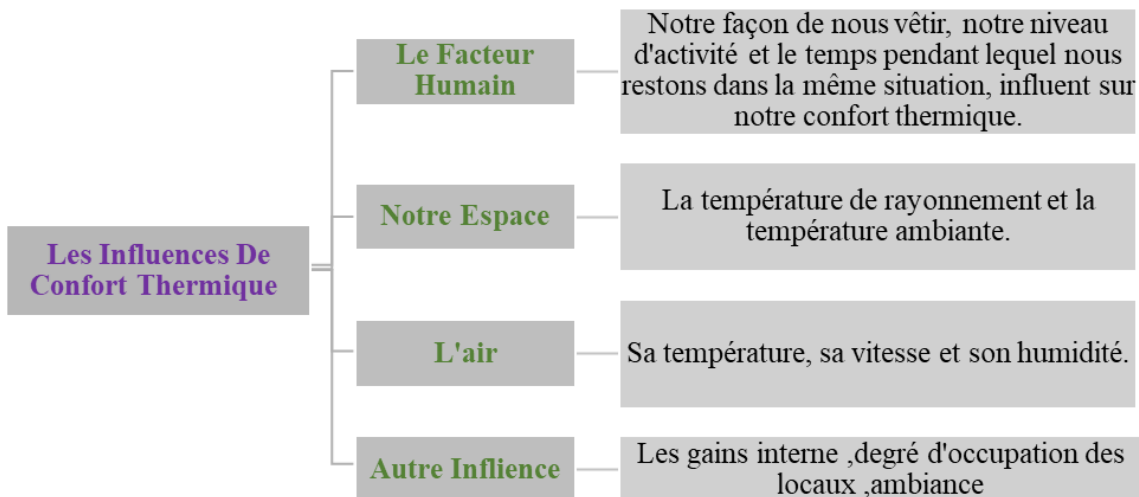 Les Influences De
Confort Thermique
Le Facteur
Humain
Notre façon de nous vêtir, notre niveau
d'activité et le temps pendant lequel nous
restons dans la même situation, influent sur
notre confort thermique.
Notre Espace
La température de rayonnement et la
température ambiante.
L'air
Sa température, sa vitesse et son humidité.
Autre Inflience
Les gains interne ,degré d'occupation des
locaux ,ambiance